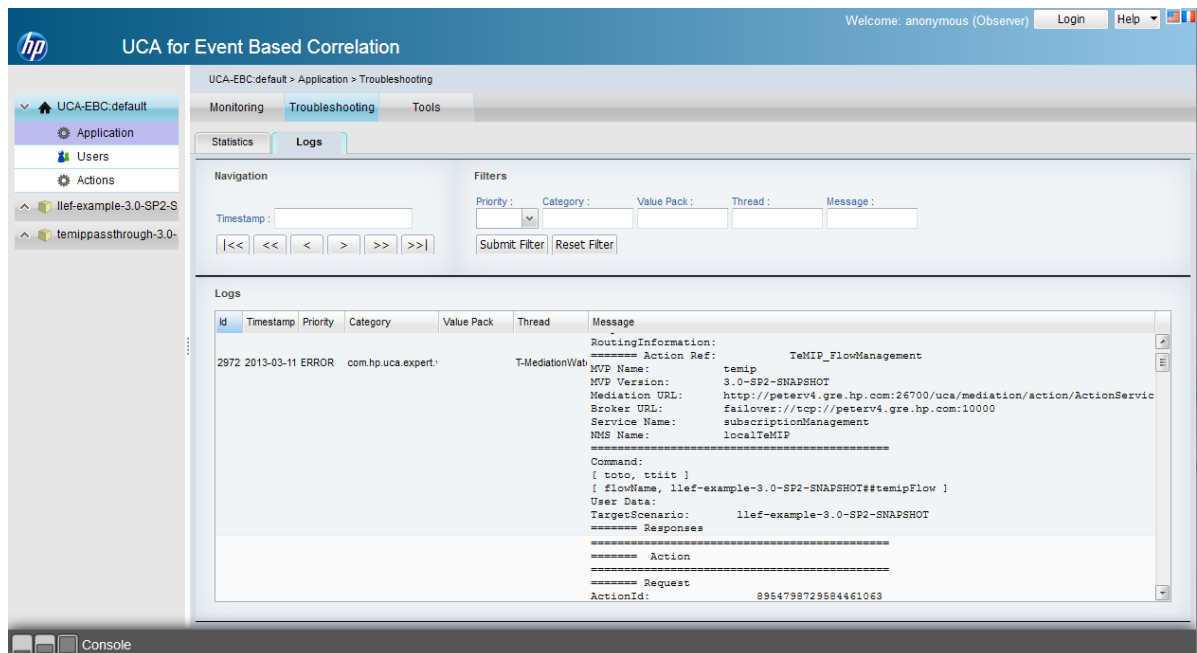 Welcome: anonymous (Observer) Login Help
hp
UCA for Event Based Correlation
UCA-EBC:default > Application > Troubleshooting
UCA-EBC:default
Application
Users
Actions
llef-example-3.0-SP2-S
temippassthrough-3.0-
Monitoring Troubleshooting Tools
Statistics Logs
Navigation
Timestamp :
|<< << < > >> >>|
Filters
Priority : Category : Value Pack : Thread : Message :
Submit Filter Reset Filter
Logs
Id Timestamp Priority Category Value Pack Thread Message
2972 2013-03-11 ERROR com.hp.uca.expert. T-MediationWat
RoutingInformation:
======= Action Ref: TeMIP_FlowManagement
MVP Name: temip
MVP Version: 3.0-SP2-SNAPSHOT
Mediation URL: http://peterv4.gre.hp.com:26700/uca/mediation/action/ActionServic
Broker URL: failover://tcp://peterv4.gre.hp.com:10000
Service Name: subscriptionManagement
NMS Name: localTeMIP
==============================================
Command:
[ toto, ttiit ]
[ flowName, llef-example-3.0-SP2-SNAPSHOT##temipFlow ]
User Data:
TargetScenario: llef-example-3.0-SP2-SNAPSHOT
======= Responses
==============================================
======= Action
==============================================
======= Request
ActionId: 8954798729584461063
Console